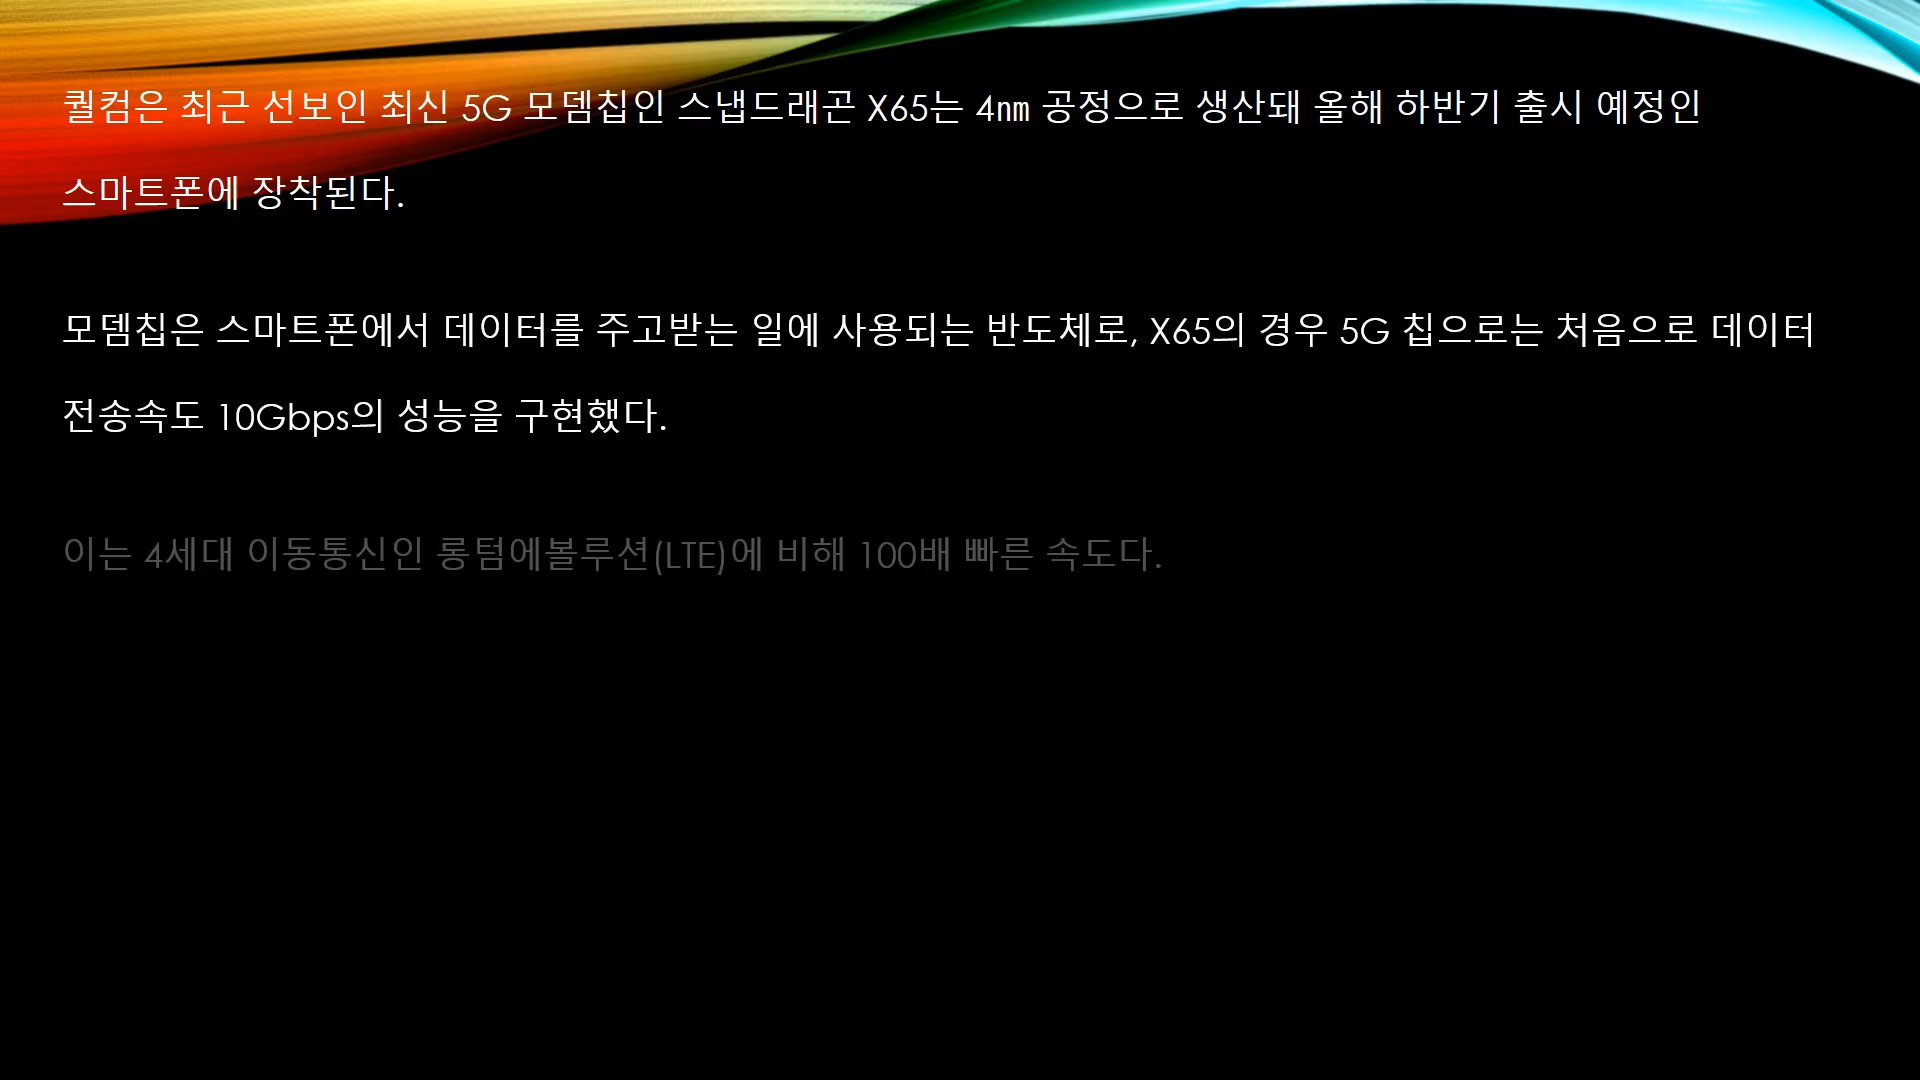 퀄컴은 최근 선보인 최신 5G 모뎀칩인 스냅드래곤 X65는 4㎚ 공정으로 생산돼 올해 하반기 출시 예정인
스마트폰에 장착된다.
모뎀칩은 스마트폰에서 데이터를 주고받는 일에 사용되는 반도체로, X65의 경우 5G 칩으로는 처음으로 데이터
전송속도 10Gbps의 성능을 구현했다.
이는 4세대 이동통신인 롱텀에볼루션(LTE)에 비해 100배 빠른 속도다.